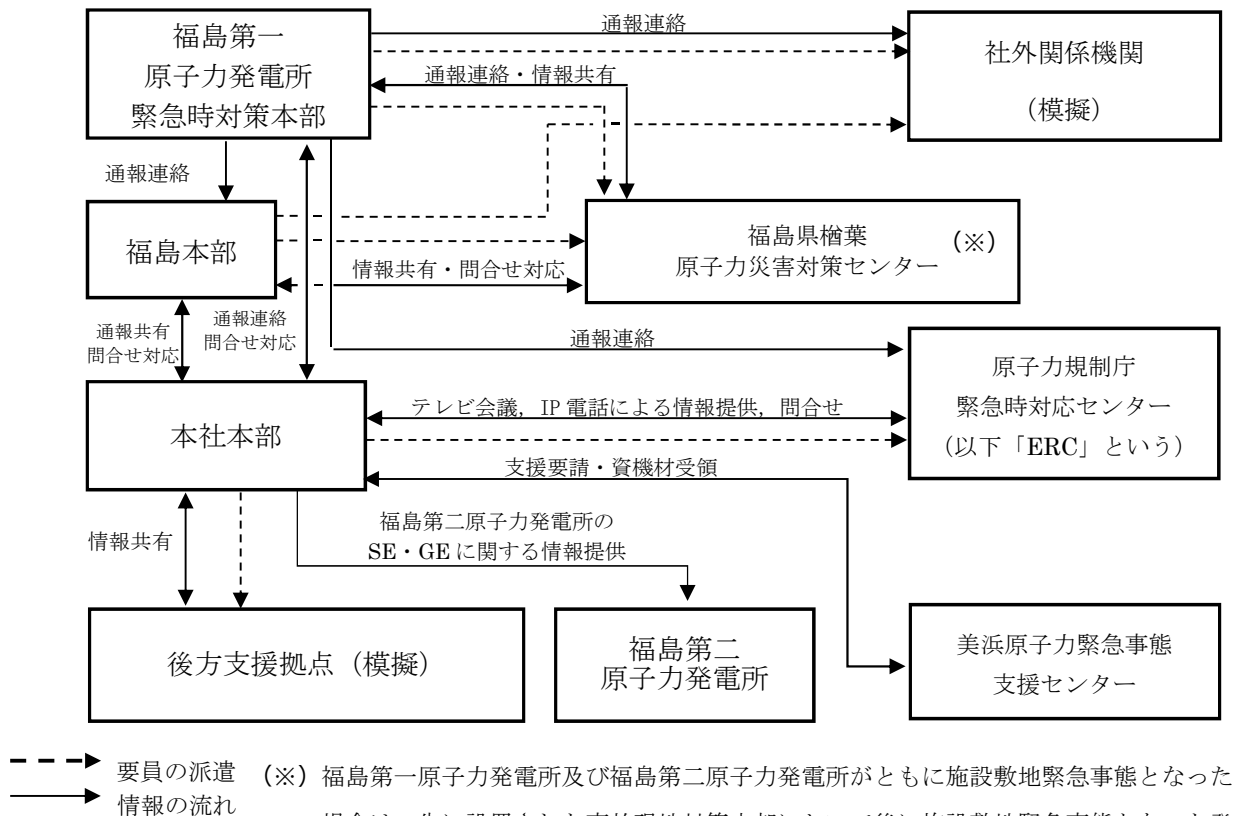 福島第一
原子力発電所
緊急時対策本部
通報連絡
社外関係機関
（模擬）
通報連絡・情報共有
通報連絡
福島本部
福島県楢葉
原子力災害対策センター
（※）
情報共有・問合せ対応
通報共有
問合せ対応
通報連絡
問合せ対応
通報連絡
原子力規制庁
緊急時対応センター
（以下「ERC」という）
本社本部
テレビ会議，IP 電話による情報提供，問合せ
支援要請・資機材受領
情報共有
福島第二原子力発電所の
SE・GE に関する情報提供
後方支援拠点（模擬）
福島第二
原子力発電所
美浜原子力緊急事態
支援センター
要員の派遣
情報の流れ
（※）福島第一原子力発電所及び福島第二原子力発電所がともに施設敷地緊急事態となった